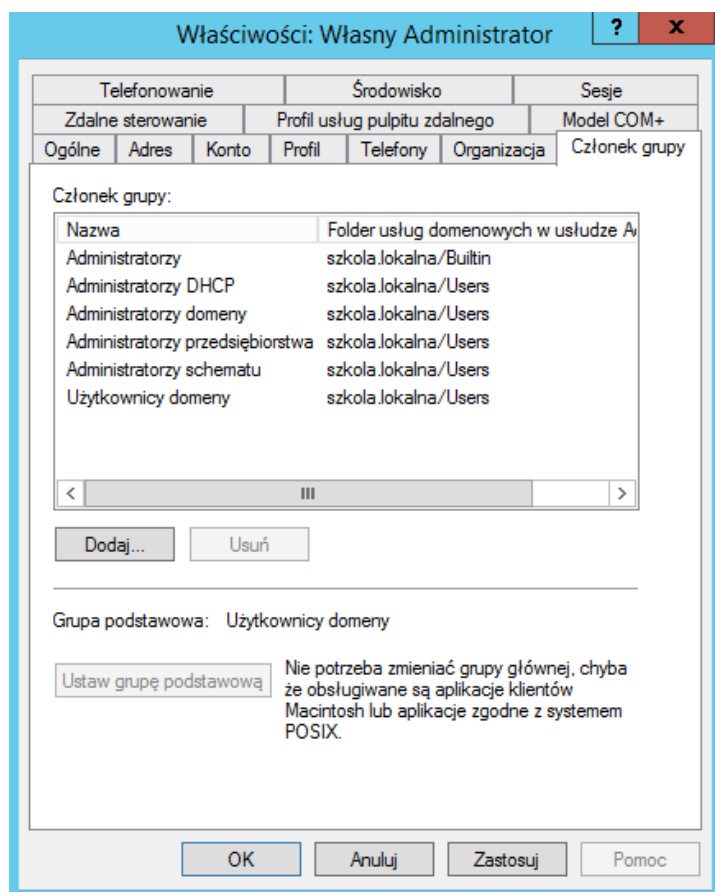 Właściwości: Własny Administrator
? x
Telefonowanie Środowisko Sesje
Zdalne sterowanie Profil usług pulpitu zdalnego Model COM+
Ogólne Adres Konto Profil Telefony Organizacja Członek grupy
Członek grupy:
Nazwa Folder usług domenowych w usłudze A
Administratorzy szkola.lokalna/Builtin
Administratorzy DHCP szkola.lokalna/Users
Administratorzy domeny szkola.lokalna/Users
Administratorzy przedsiębiorstwa szkola.lokalna/Users
Administratorzy schematu szkola.lokalna/Users
Użytkownicy domeny szkola.lokalna/Users
Dodaj... Usuń
Grupa podstawowa: Użytkownicy domeny
Ustaw grupę podstawową
Nie potrzeba zmieniać grupy głównej, chyba
że obsługiwane są aplikacje klientów
Macintosh lub aplikacje zgodne z systemem
POSIX.
OK Anuluj Zastosuj Pomoc